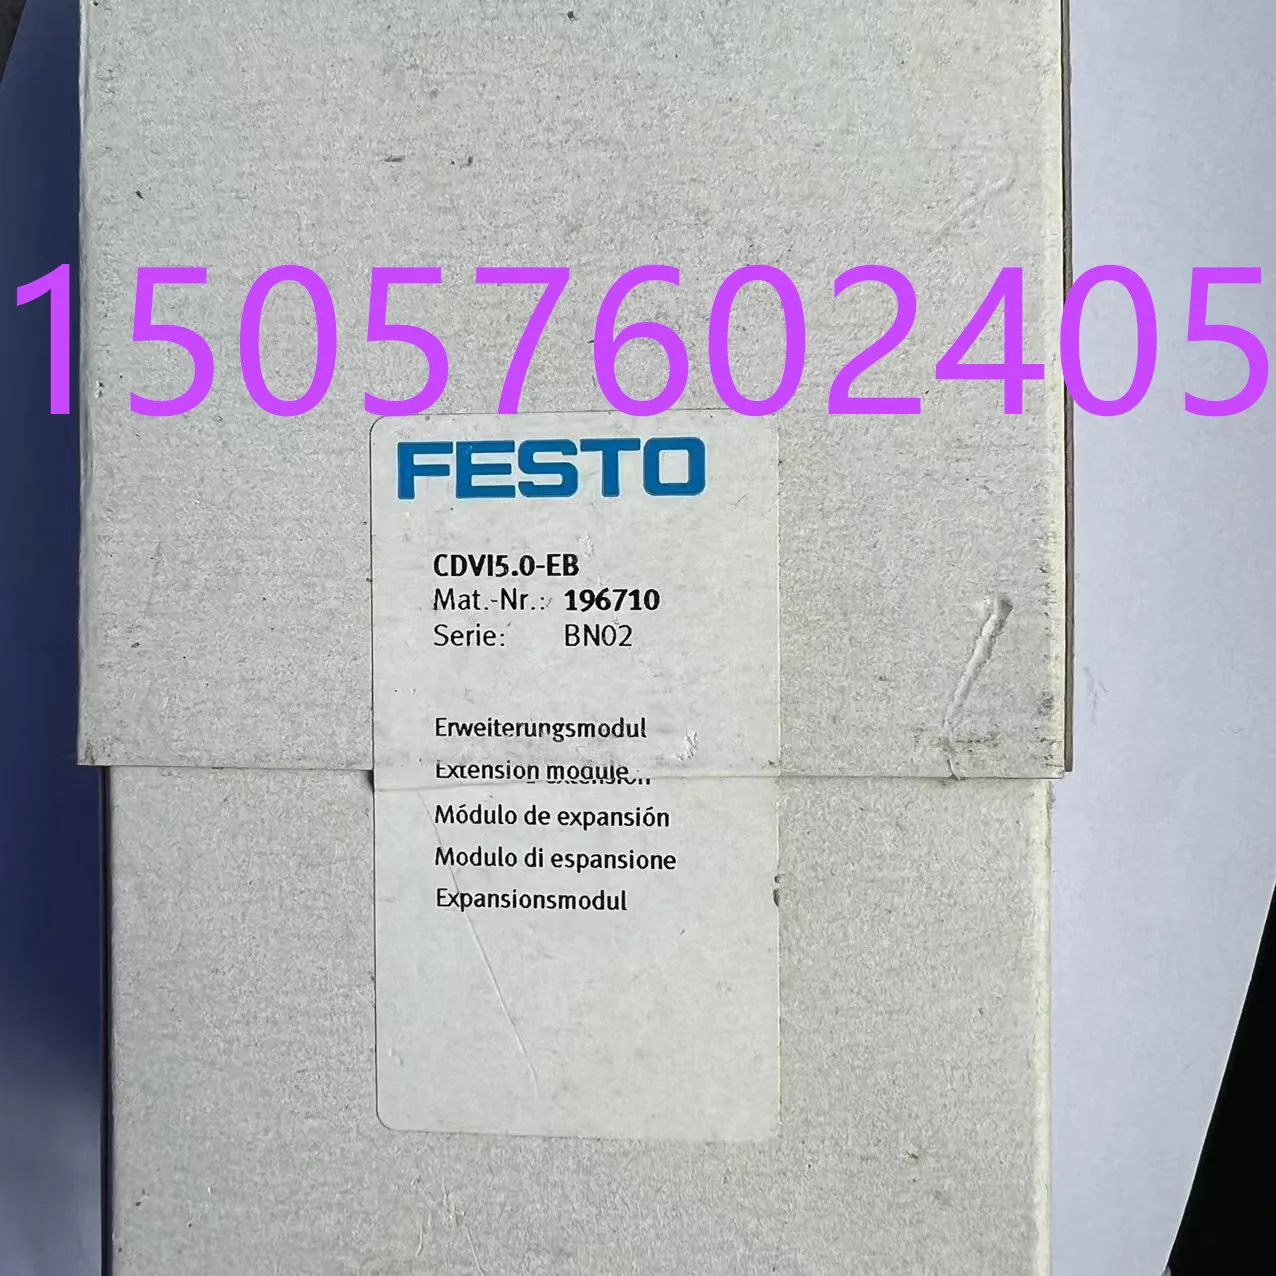 15057602405
FESTO
CDVI5.0-EB
Mat.-Nr.: 196710
Serie: BN02
Erweiterungsmodul
Extension module
Módulo de expansión
Modulo di espansione
Expansionsmodul